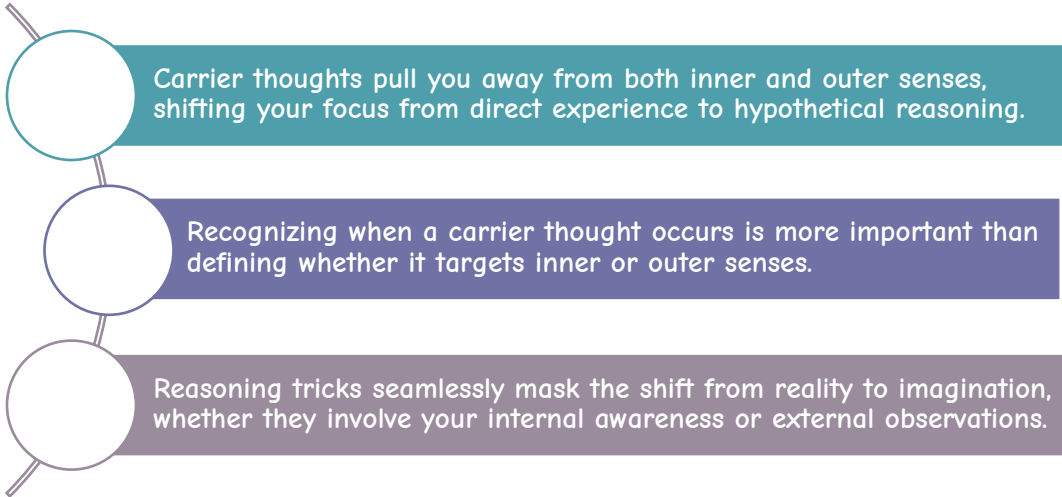 Carrier thoughts pull you away from both inner and outer senses,
shifting your focus from direct experience to hypothetical reasoning.
Recognizing when a carrier thought occurs is more important than
defining whether it targets inner or outer senses.
Reasoning tricks seamlessly mask the shift from reality to imagination,
whether they involve your internal awareness or external observations.